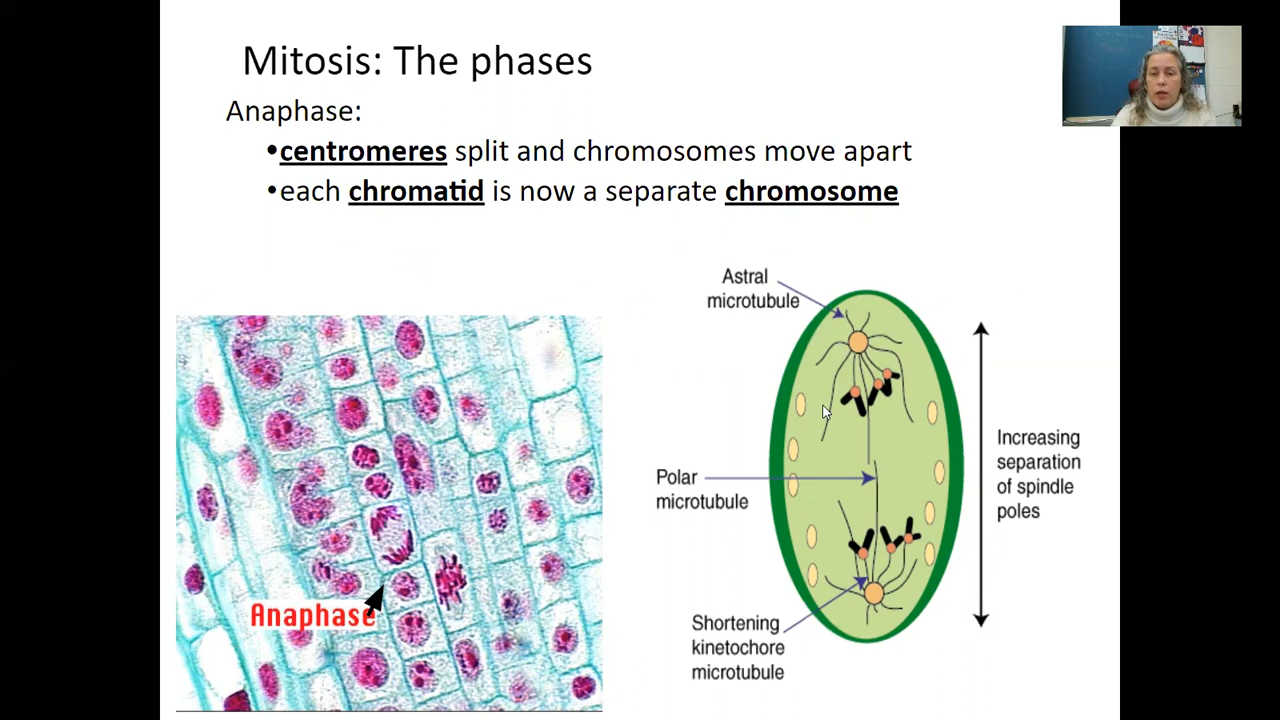 Mitosis: The phases
Anaphase:
•centromeres split and chromosomes move apart
•each chromatid is now a separate chromosome
Anaphase
Astral
microtubule
Polar
microtubule
Shortening
kinetochore
microtubule
Increasing
separation
of spindle
poles